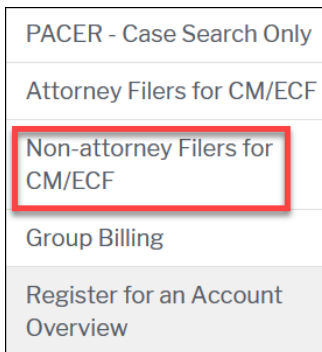 PACER - Case Search Only
Attorney Filers for CM/ECF
Non-attorney Filers for
CM/ECF
Group Billing
Register for an Account
Overview